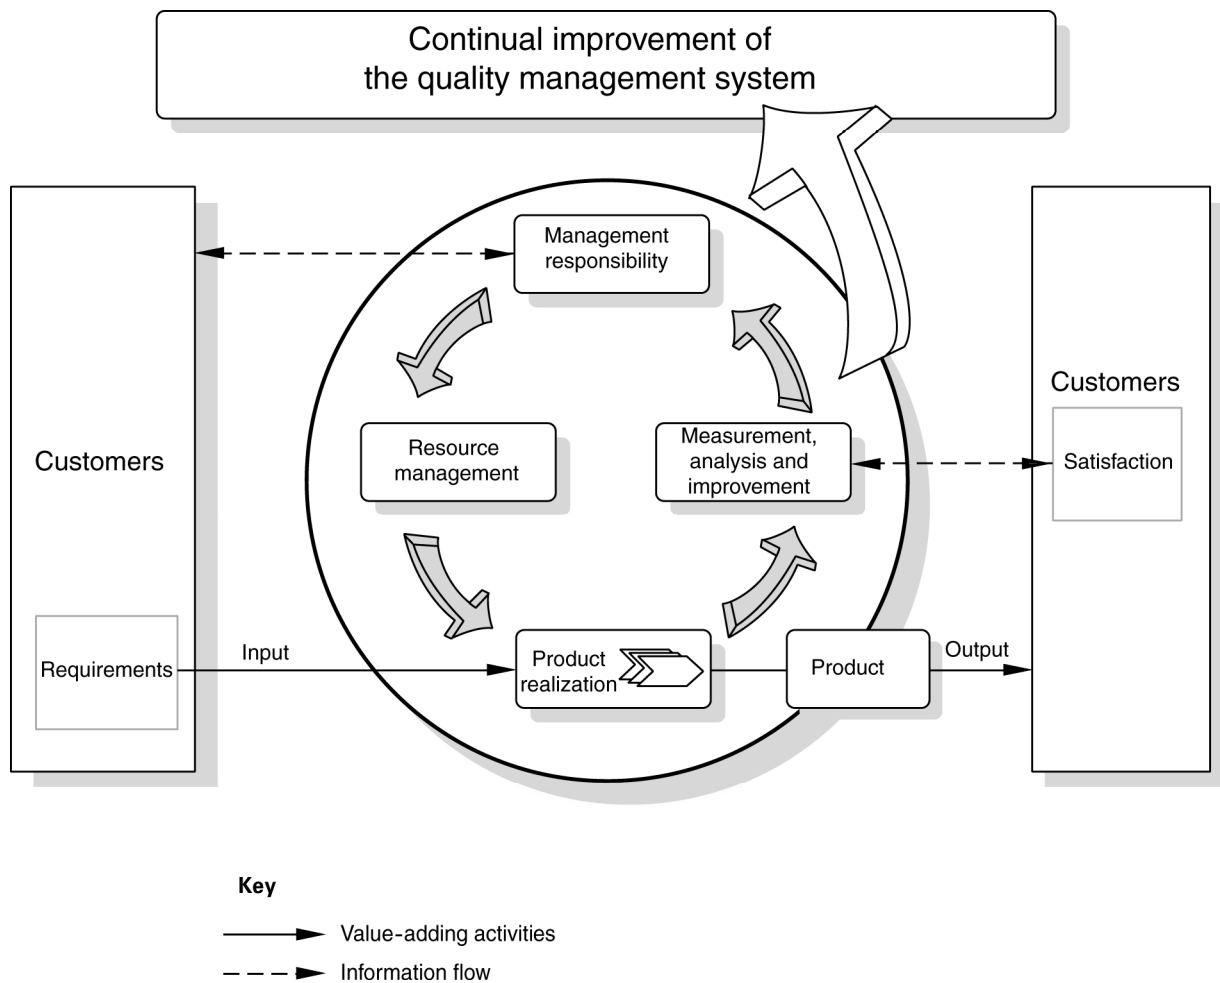 Continual improvement of
the quality management system
Management
responsibility
Customers
Resource
management
Measurement,
analysis and
improvement
Customers
Satisfaction
Requirements
Input
Product
realization
Product
Output
Key
Value-adding activities
Information flow